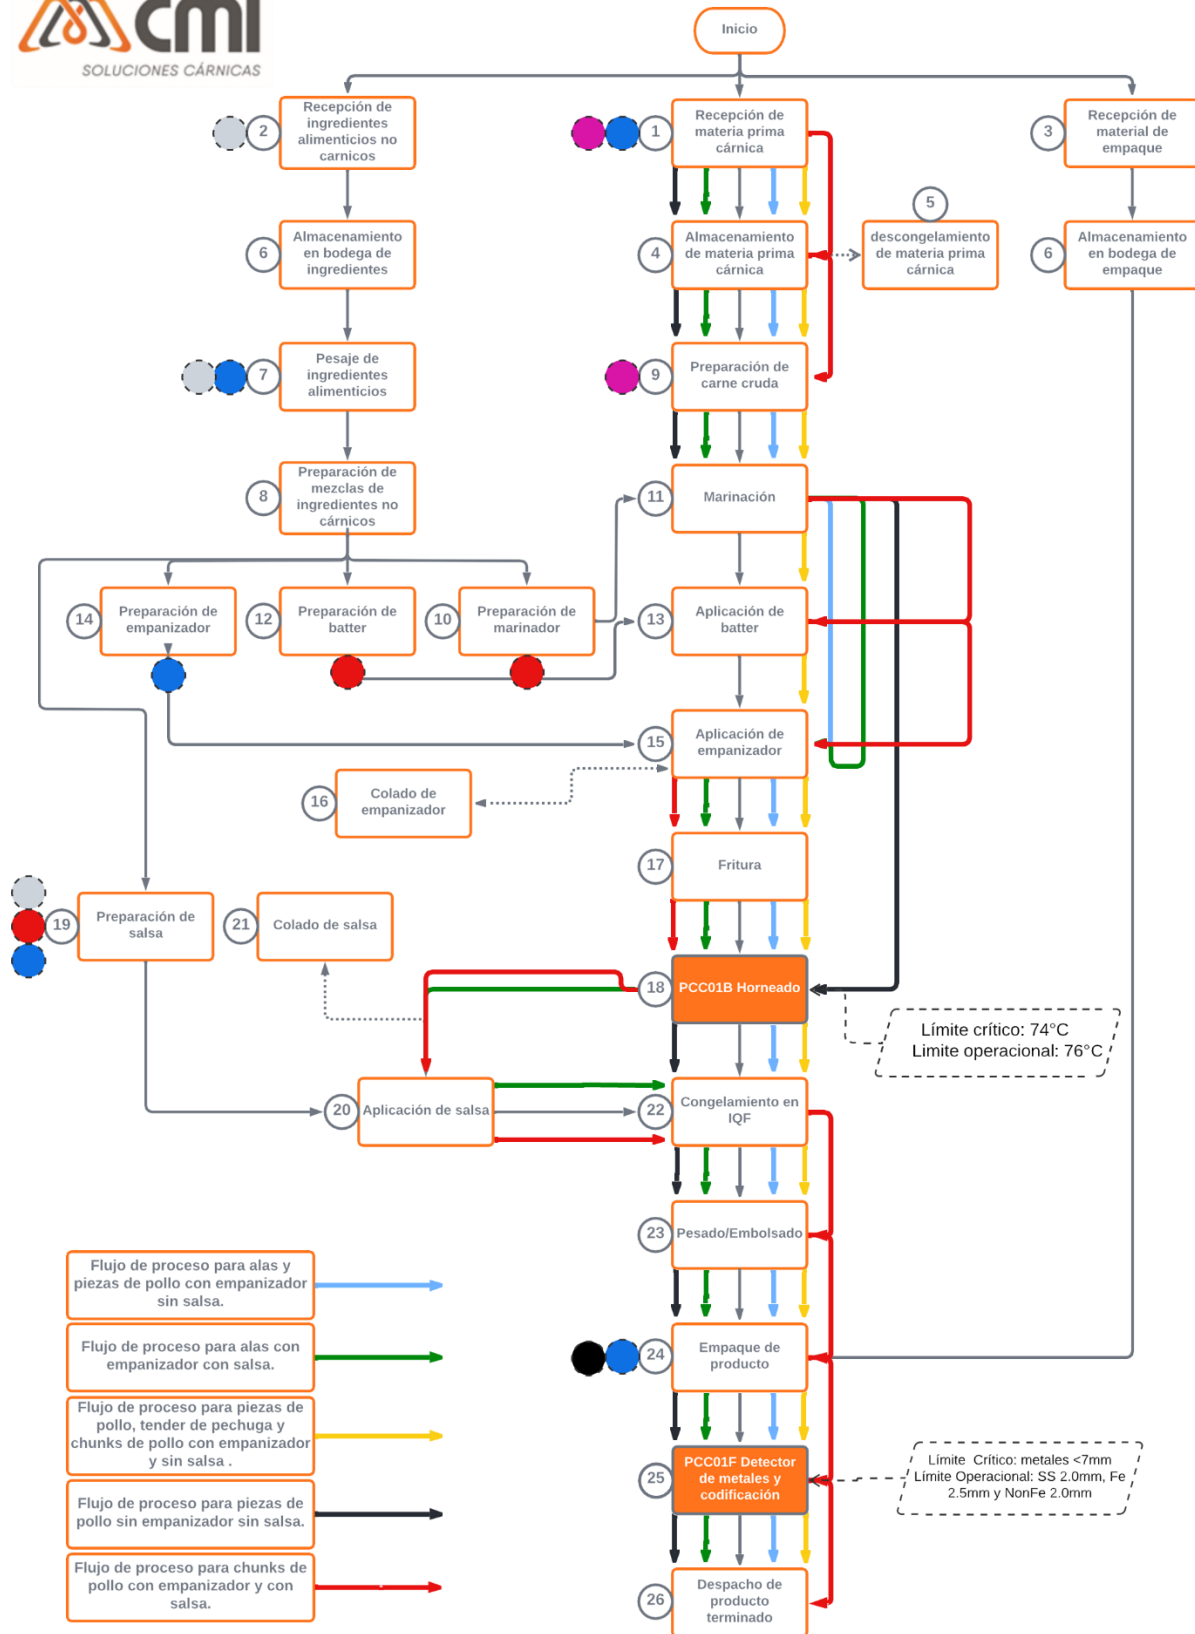 cmi
SOLUCIONES CÁRNICAS
Inicio
2
Recepción de
ingredientes
alimenticios no
carnicos
1
Recepción de
materia prima
cárnica
3
Recepción de
material de
empaque
6
Almacenamiento
en bodega de
ingredientes
4
Almacenamiento
de materia prima
cárnica
5
descongelamiento
de materia prima
cárnica
6
Almacenamiento
en bodega de
empaque
7
Pesaje de
ingredientes
alimenticios
9
Preparación de
carne cruda
8
Preparación de
mezclas de
ingredientes no
cárnicos
11
Marinación
14
Preparación de
empanizador
12
Preparación de
batter
10
Preparación de
marinador
13
Aplicación de
batter
15
Aplicación de
empanizador
16
Colado de
empanizador
17
Fritura
19
Preparación de
salsa
21
Colado de salsa
18
PCC01B Horneado
Límite crítico: 74°C
Limite operacional: 76°C
20
Aplicación de salsa
22
Congelamiento en
IQF
23
Pesado/Embolsado
Flujo de proceso para alas y
piezas de pollo con empanizador
sin salsa.
Flujo de proceso para alas con
empanizador con salsa.
24
Empaque de
producto
Flujo de proceso para piezas de
pollo, tender de pechuga y
chunks de pollo con empanizador
y sin salsa .
25
PCC01F Detector
de metales y
codificación
Límite  Crítico: metales <7mm
Límite Operacional: SS 2.0mm, Fe
2.5mm y NonFe 2.0mm
Flujo de proceso para piezas de
pollo sin empanizador sin salsa.
Flujo de proceso para chunks de
pollo con empanizador y con
salsa.
26
Despacho de
producto
terminado